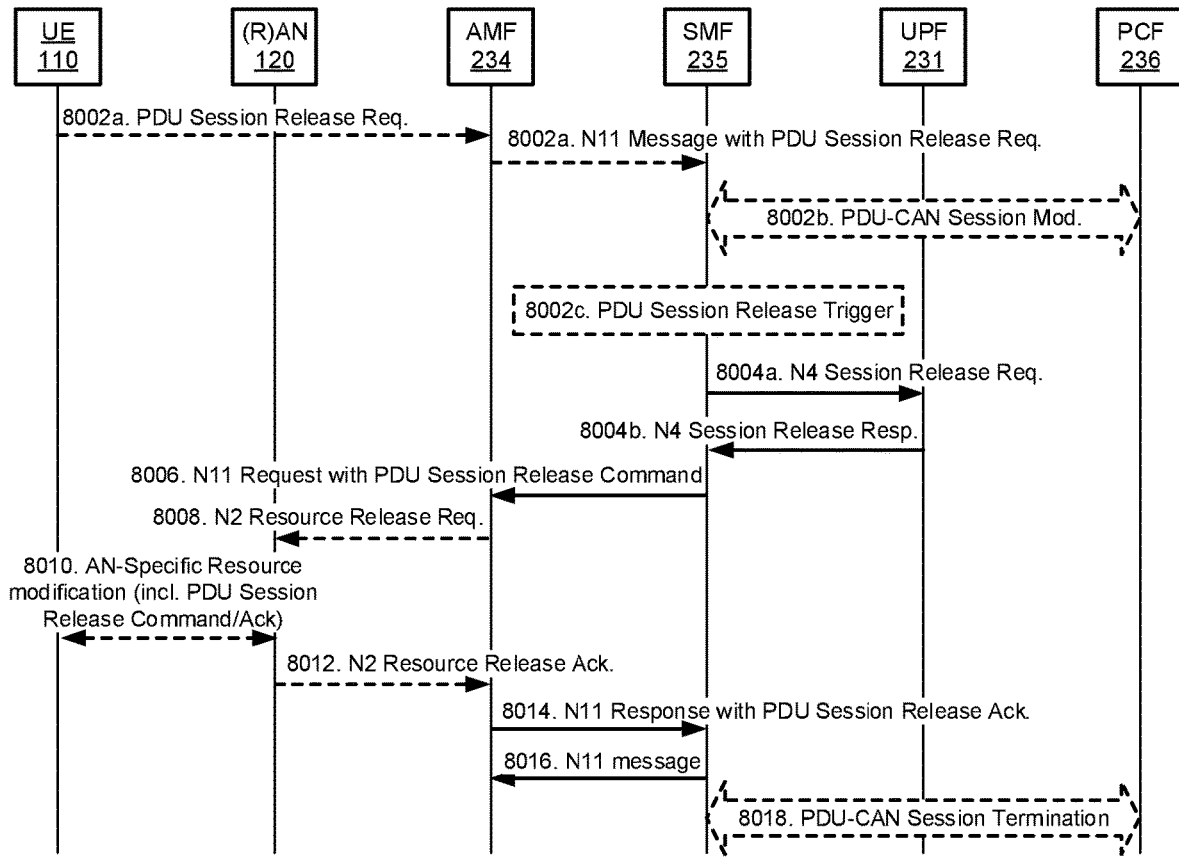 UE
110
(R)AN
120
AMF
234
SMF
235
UPF
231
PCF
236
8002a. PDU Session Release Req.
8002a. N11 Message with PDU Session Release Req.
8002b. PDU-CAN Session Mod.
8002c. PDU Session Release Trigger
8004a. N4 Session Release Req.
8004b. N4 Session Release Resp.
8006. N11 Request with PDU Session Release Command
8008. N2 Resource Release Req.
8010. AN-Specific Resource
modification (incl. PDU Session
Release Command/Ack)
8012. N2 Resource Release Ack.
8014. N11 Response with PDU Session Release Ack.
8016. N11 message
8018. PDU-CAN Session Termination